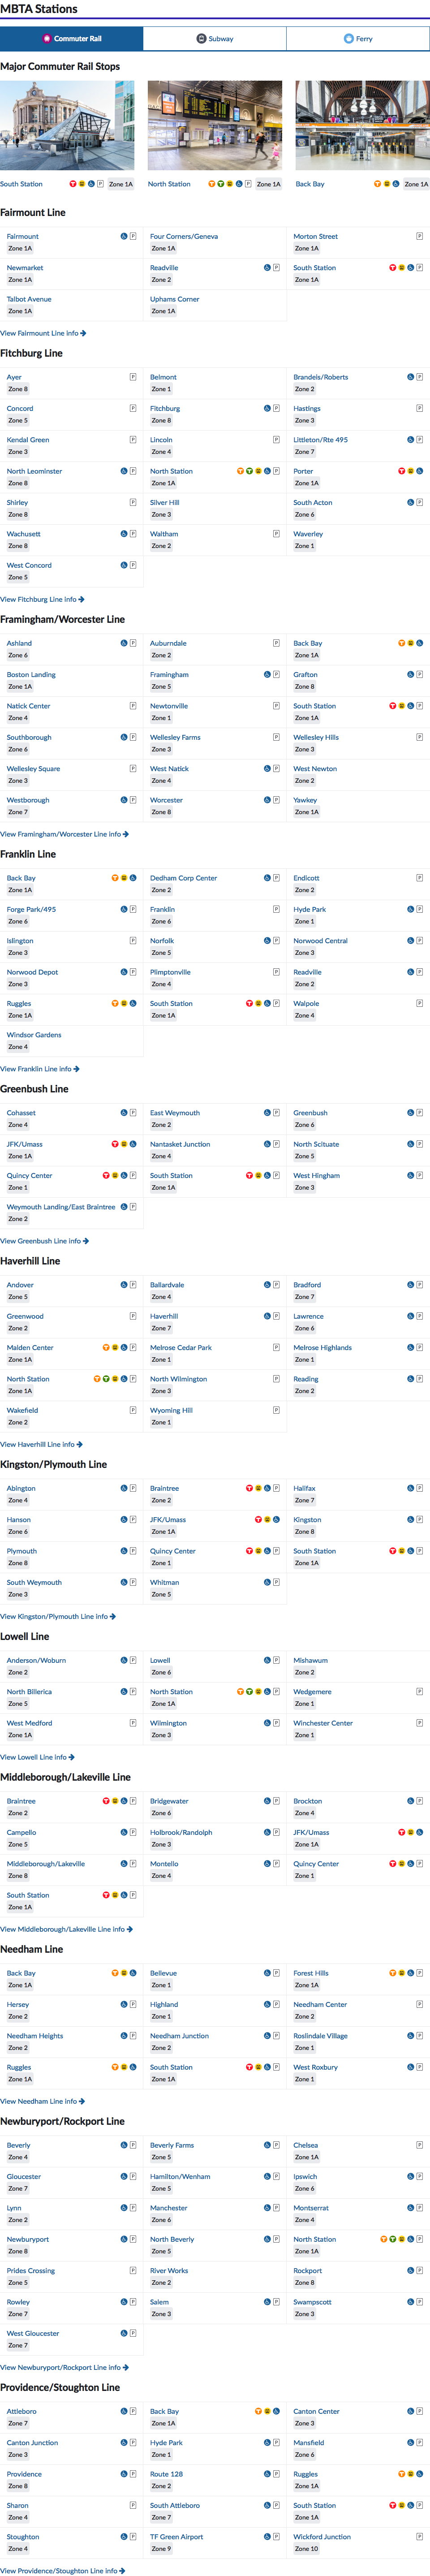 MBTA Stations
Commuter Rail
Subway
Ferry
Major Commuter Rail Stops
South Station P Zone 1A
North Station P Zone 1A
Back Bay Zone 1A
Fairmount Line
Fairmount P
Zone 1A
Four Corners/Geneva
Zone 1A
Morton Street P
Zone 1A
Newmarket
Zone 1A
Readville P
Zone 2
South Station P
Zone 1A
Talbot Avenue
Zone 1A
Uphams Corner
Zone 1A
View Fairmount Line info
Fitchburg Line
Ayer P
Zone 8
Belmont
Zone 1
Brandeis/Roberts P
Zone 2
Concord P
Zone 5
Fitchburg P
Zone 8
Hastings P
Zone 3
Kendal Green P
Zone 3
Lincoln P
Zone 4
Littleton/Rte 495 P
Zone 7
North Leominster P
Zone 8
North Station P
Zone 1A
Porter
Zone 1A
Shirley P
Zone 8
Silver Hill
Zone 3
South Acton P
Zone 6
Wachusett P
Zone 8
Waltham P
Zone 2
Waverley
Zone 1
West Concord P
Zone 5
View Fitchburg Line info
Framingham/Worcester Line
Ashland P
Zone 6
Auburndale P
Zone 2
Back Bay
Zone 1A
Boston Landing
Zone 1A
Framingham P
Zone 5
Grafton P
Zone 8
Natick Center P
Zone 4
Newtonville P
Zone 1
South Station P
Zone 1A
Southborough P
Zone 6
Wellesley Farms P
Zone 3
Wellesley Hills P
Zone 3
Wellesley Square P
Zone 3
West Natick P
Zone 4
West Newton
Zone 2
Westborough P
Zone 7
Worcester P
Zone 8
Yawkey
Zone 1A
View Framingham/Worcester Line info
Franklin Line
Back Bay
Zone 1A
Dedham Corp Center P
Zone 2
Endicott P
Zone 2
Forge Park/495 P
Zone 6
Franklin P
Zone 6
Hyde Park P
Zone 1
Islington P
Zone 3
Norfolk P
Zone 5
Norwood Central P
Zone 3
Norwood Depot P
Zone 3
Plimptonville P
Zone 4
Readville P
Zone 2
Ruggles
Zone 1A
South Station P
Zone 1A
Walpole P
Zone 4
Windsor Gardens
Zone 4
View Franklin Line info
Greenbush Line
Cohasset P
Zone 4
East Weymouth P
Zone 2
Greenbush P
Zone 6
JFK/Umass
Zone 1A
Nantasket Junction P
Zone 4
North Scituate P
Zone 5
Quincy Center P
Zone 1
South Station P
Zone 1A
West Hingham P
Zone 3
Weymouth Landing/East Braintree P
Zone 2
View Greenbush Line info
Haverhill Line
Andover P
Zone 5
Ballardvale P
Zone 4
Bradford P
Zone 7
Greenwood P
Zone 2
Haverhill P
Zone 7
Lawrence P
Zone 6
Malden Center P
Zone 1A
Melrose Cedar Park P
Zone 1
Melrose Highlands P
Zone 1
North Station P
Zone 1A
North Wilmington P
Zone 3
Reading P
Zone 2
Wakefield P
Zone 2
Wyoming Hill P
Zone 1
View Haverhill Line info
Kingston/Plymouth Line
Abington P
Zone 4
Braintree P
Zone 2
Halifax P
Zone 7
Hanson P
Zone 6
JFK/Umass
Zone 1A
Kingston P
Zone 8
Plymouth P
Zone 8
Quincy Center P
Zone 1
South Station P
Zone 1A
South Weymouth P
Zone 3
Whitman P
Zone 5
View Kingston/Plymouth Line info
Lowell Line
Anderson/Woburn P
Zone 2
Lowell P
Zone 6
Mishawum
Zone 2
North Billerica P
Zone 5
North Station P
Zone 1A
Wedgemere P
Zone 1
West Medford P
Zone 1A
Wilmington P
Zone 3
Winchester Center P
Zone 1
View Lowell Line info
Middleborough/Lakeville Line
Braintree P
Zone 2
Bridgewater P
Zone 6
Brockton P
Zone 4
Campello P
Zone 5
Holbrook/Randolph P
Zone 3
JFK/Umass
Zone 1A
Middleborough/Lakeville P
Zone 8
Montello P
Zone 4
Quincy Center P
Zone 1
South Station P
Zone 1A
View Middleborough/Lakeville Line info
Needham Line
Back Bay
Zone 1A
Bellevue P
Zone 1
Forest Hills P
Zone 1A
Hersey P
Zone 2
Highland P
Zone 1
Needham Center P
Zone 2
Needham Heights P
Zone 2
Needham Junction P
Zone 2
Roslindale Village P
Zone 1
Ruggles
Zone 1A
South Station P
Zone 1A
West Roxbury P
Zone 1
View Needham Line info
Newburyport/Rockport Line
Beverly P
Zone 4
Beverly Farms P
Zone 5
Chelsea P
Zone 1A
Gloucester P
Zone 7
Hamilton/Wenham P
Zone 5
Ipswich P
Zone 6
Lynn P
Zone 2
Manchester P
Zone 6
Montserrat P
Zone 4
Newburyport P
Zone 8
North Beverly P
Zone 5
North Station P
Zone 1A
Prides Crossing P
Zone 5
River Works
Zone 2
Rockport P
Zone 8
Rowley P
Zone 7
Salem P
Zone 3
Swampscott P
Zone 3
West Gloucester P
Zone 7
View Newburyport/Rockport Line info
Providence/Stoughton Line
Attleboro P
Zone 7
Back Bay
Zone 1A
Canton Center P
Zone 3
Canton Junction P
Zone 3
Hyde Park P
Zone 1
Mansfield P
Zone 6
Providence P
Zone 8
Route 128 P
Zone 2
Ruggles
Zone 1A
Sharon P
Zone 4
South Attleboro P
Zone 7
South Station P
Zone 1A
Stoughton P
Zone 4
TF Green Airport P
Zone 9
Wickford Junction P
Zone 10
View Providence/Stoughton Line info